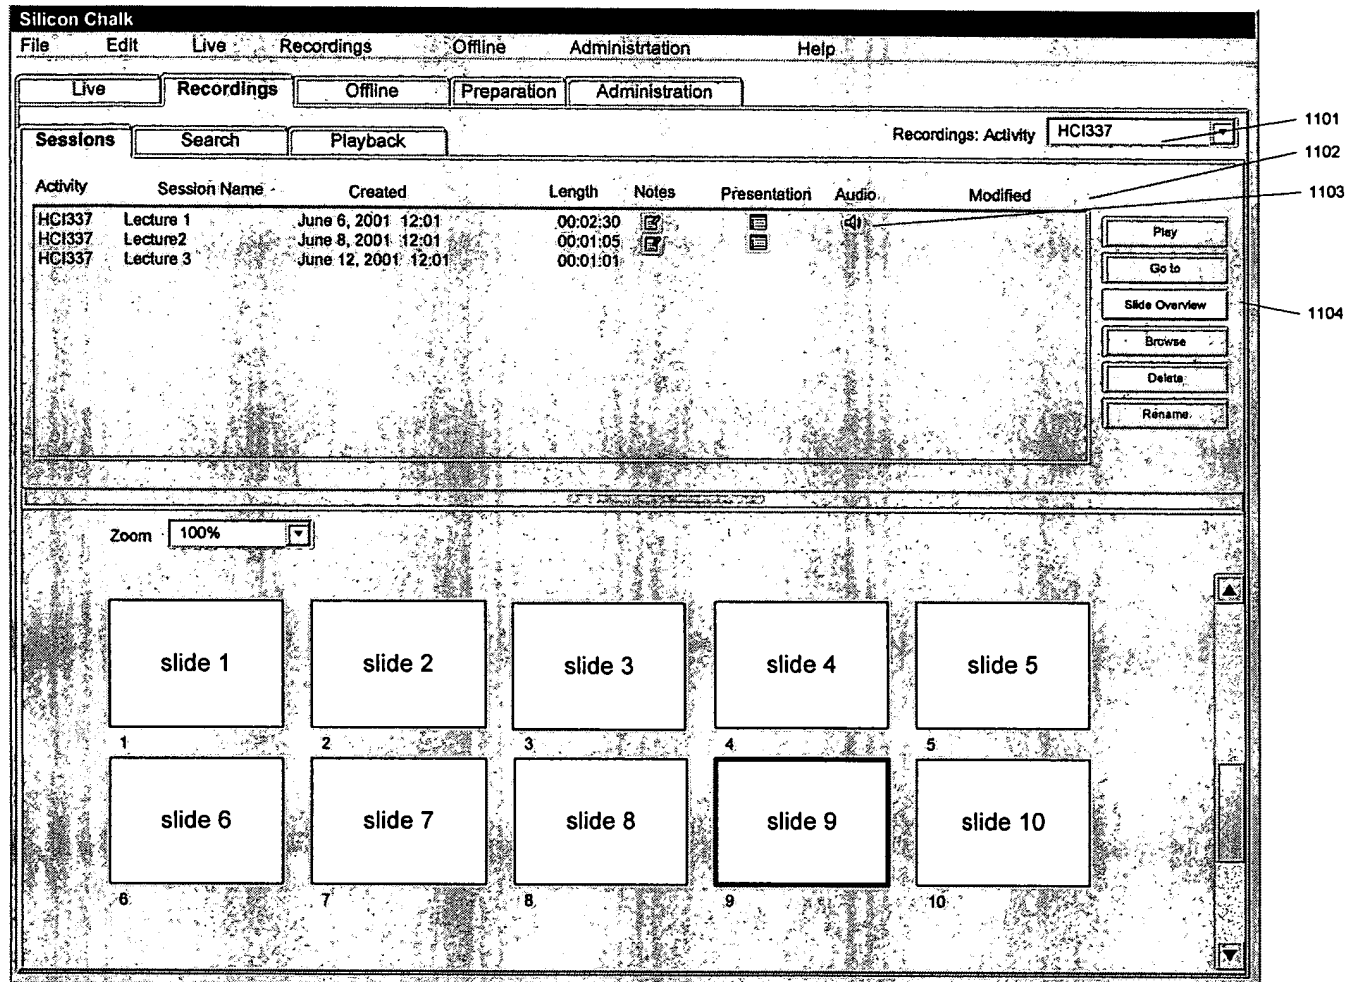 Silicon Chalk
File Edit Live Recordings Offline Administrtation Help
Live Recordings Offline Preparation Administration
Sessions Search Playback Recordings: Activity HCI337 1101
1102
Activity Session Name Created Length Notes Presentation Audio Modified 1103
HCI337 Lecture 1 June 6, 2001 12:01 00:02:30
HCI337 Lecture2 June 8, 2001 12:01 00:01:05
HCI337 Lecture 3 June 12, 2001 12:01 00:01:01
Play
Go to
Slide Overview 1104
Browse
Delete
Rename
Zoom 100%
slide 1 slide 2 slide 3 slide 4 slide 5
1 2 3 4 5
slide 6 slide 7 slide 8 slide 9 slide 10
6 7 8 9 10